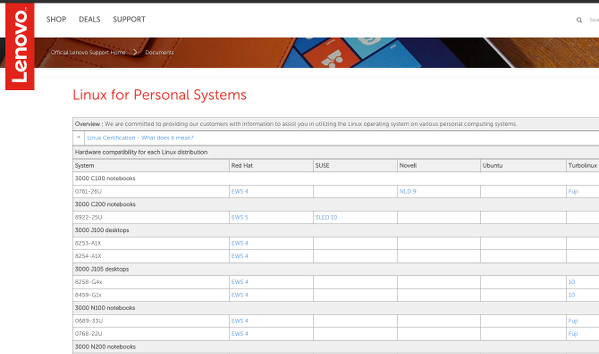 Lenovo
SHOP DEALS SUPPORT
Official Lenovo Support Home > Documents
Linux for Personal Systems
Overview : We are committed to providing our customers with information to assist you in utilizing the Linux operating system on various personal computing systems.
Linux Certification - What does it mean?
Hardware compatibility for each Linux distribution
System Red Hat SUSE Novell Ubuntu Turbolinux
3000 C100 notebooks
0761-26U EWS 4 NLD 9 Fuji
3000 C200 notebooks
8922-25U EWS 5 SLED 10
3000 J100 desktops
8253-A1X EWS 4
8254-A1X EWS 4
3000 J105 desktops
8258-G4x EWS 4 10
8459-G1x EWS 4 10
3000 N100 notebooks
0689-33U EWS 4 Fuji
0768-22U EWS 4 Fuji
3000 N200 notebooks